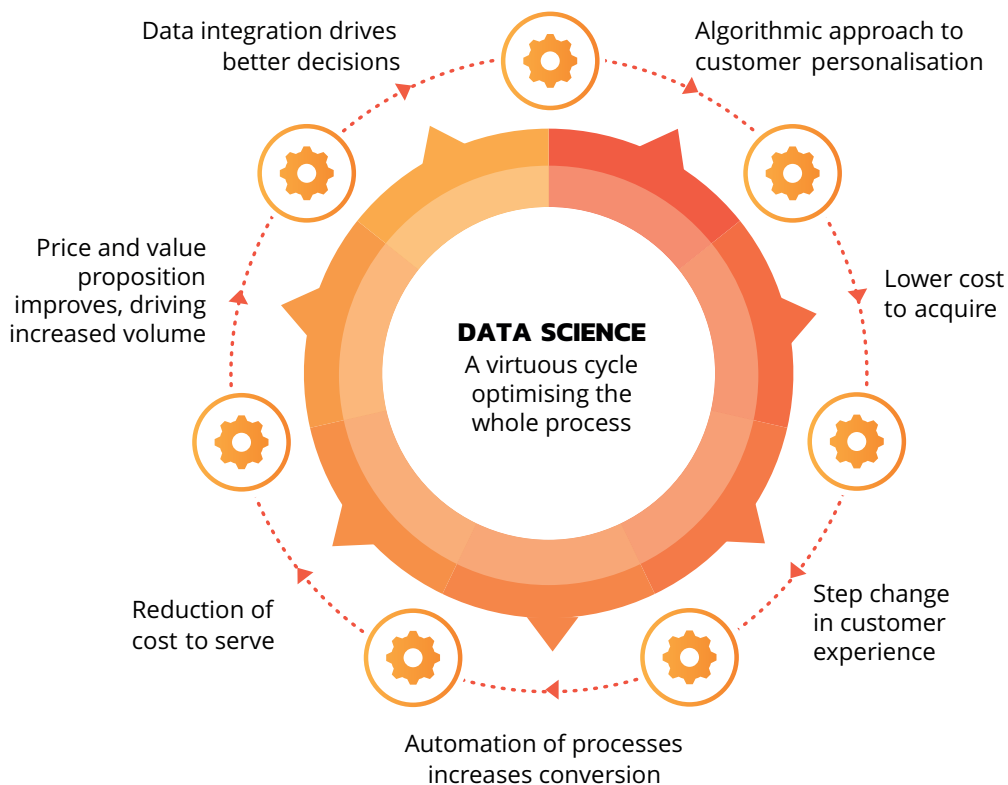 Data integration drives
better decisions
Algorithmic approach to
customer personalisation
Price and value
proposition
improves, driving
increased volume
Lower cost
to acquire
DATA SCIENCE
A virtuous cycle
optimising the
whole process
Reduction of
cost to serve
Step change
in customer
experience
Automation of processes
increases conversion